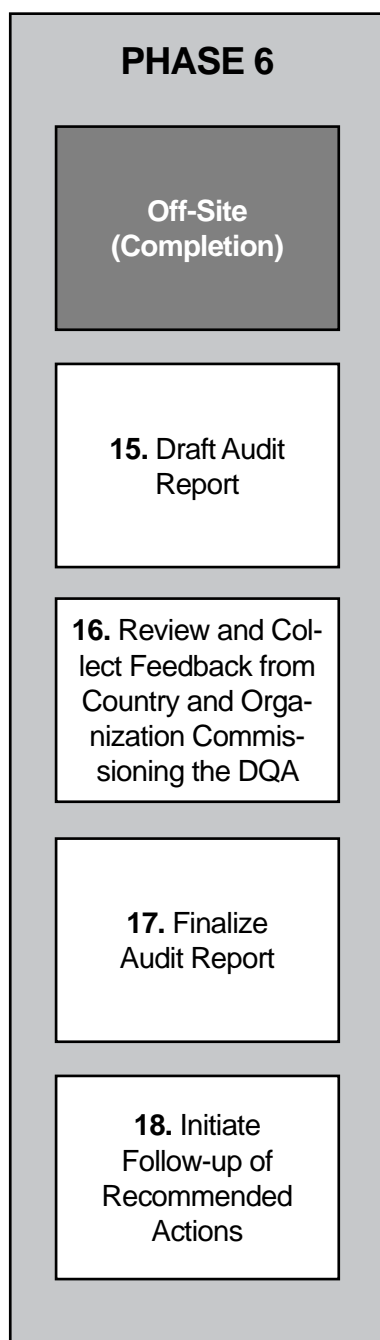 PHASE 6
Off-Site
(Completion)
15. Draft Audit
Report
16. Review and Col-
lect Feedback from
Country and Orga-
nization Commis-
sioning the DQA
17. Finalize
Audit Report
18. Initiate
Follow-up of
Recommended
Actions